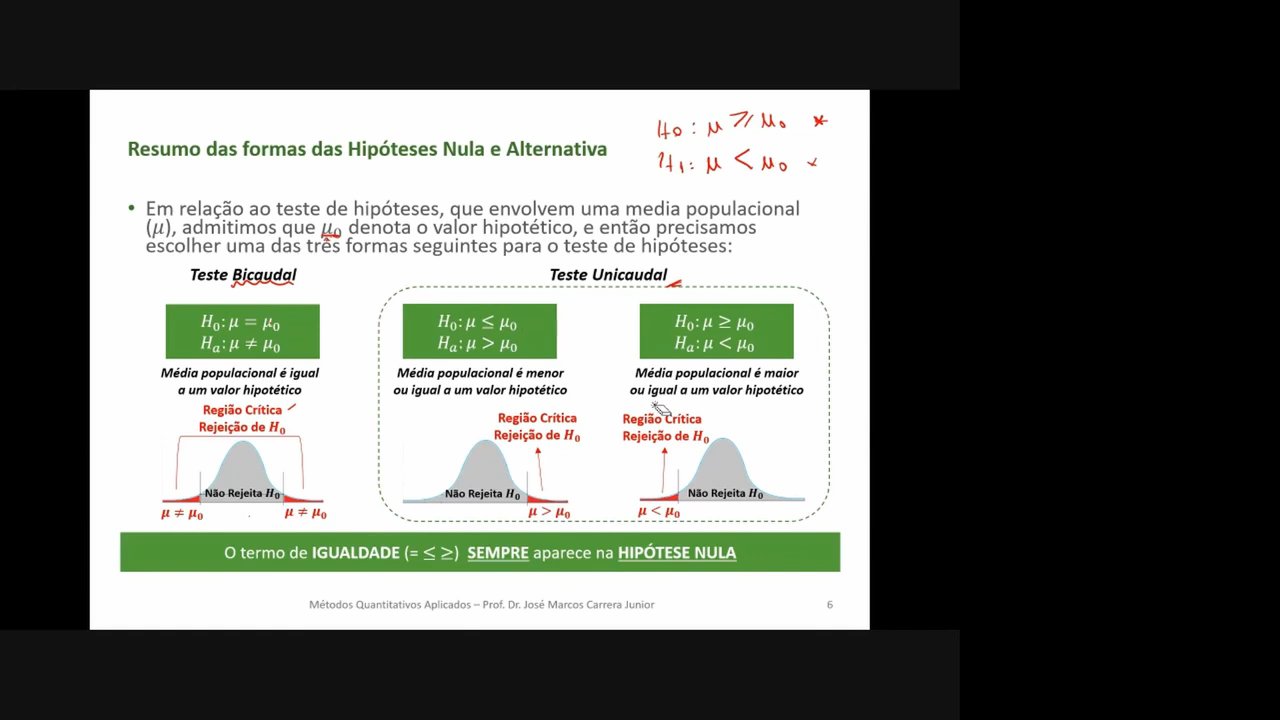 H₀: μ ≥ μ₀ *
H₁: μ < μ₀ *
Resumo das formas das Hipóteses Nula e Alternativa
• Em relação ao teste de hipóteses, que envolvem uma media populacional
(μ), admitimos que μ₀ denota o valor hipotético, e então precisamos
escolher uma das três formas seguintes para o teste de hipóteses:
Teste Bicaudal
H₀: μ = μ₀
Hₐ: μ ≠ μ₀
Média populacional é igual
a um valor hipotético
Região Crítica
Rejeição de H₀
Não Rejeita H₀
μ ≠ μ₀
μ ≠ μ₀
Teste Unicaudal
H₀: μ ≤ μ₀
Hₐ: μ > μ₀
Média populacional é menor
ou igual a um valor hipotético
Região Crítica
Rejeição de H₀
Não Rejeita H₀
μ > μ₀
H₀: μ ≥ μ₀
Hₐ: μ < μ₀
Média populacional é maior
ou igual a um valor hipotético
Região Crítica
Rejeição de H₀
Não Rejeita H₀
μ < μ₀
O termo de IGUALDADE (= ≤ ≥) SEMPRE aparece na HIPÓTESE NULA
Métodos Quantitativos Aplicados – Prof. Dr. José Marcos Carrera Junior
6